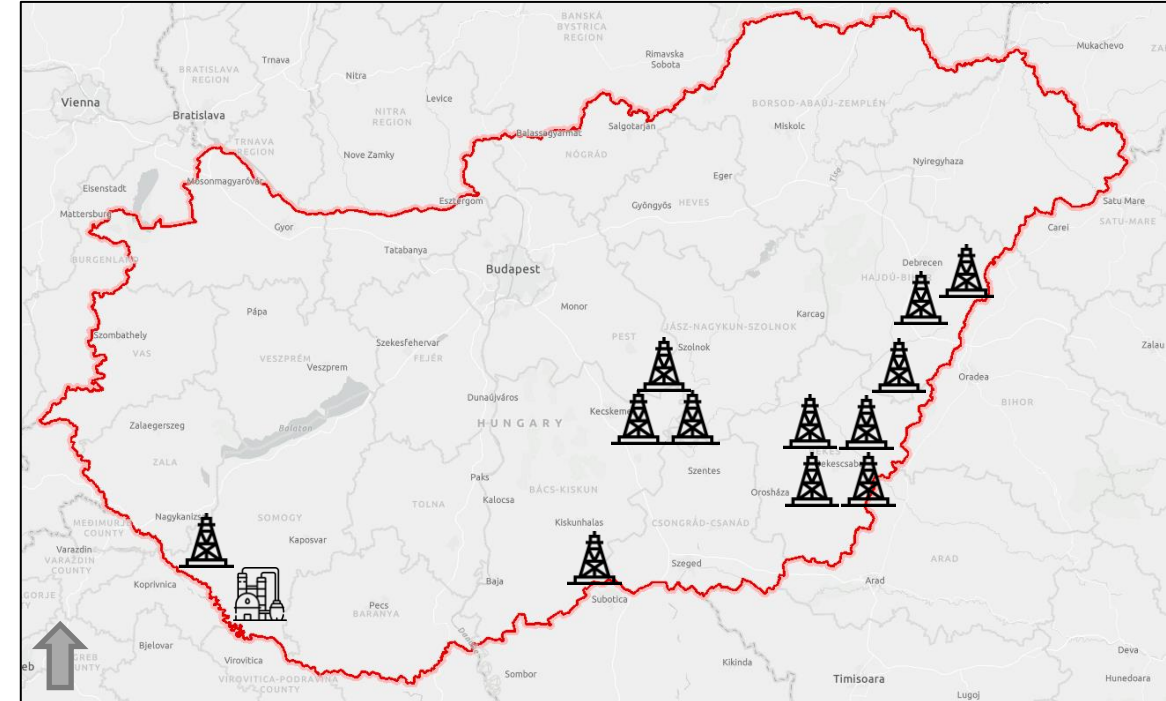 BANSKÁ
BYSTRICA
REGION
Mukachevo
Rimavska
Sobota
Trnava
BRATISLAVA
REGION
Nitra
Levice
Vienna
Bratislava
NITRA
REGION
BORSOD-ABAÚJ-ZEMPLÉN
Salgotarjan
Miskolc
Balassagyarmat
TRNAVA
REGION
Nove Zamky
NÓGRÁD
Nyiregyhaza
Eger
Tisa
Mosonmagyaróvár
Eisenstadt
Esztergom
Gyöngyös
HEVES
Satu Mare
Mattersburg
SATU-MARE
Gyor
Carei
Tatabanya
BURGENLAND
Debrecen
Budapest
Monor
Pápa
Karcag
JÁSZ-NAGYKUN-SZOLNOK
Szombathely
PEST
Szekesfehervar
Szolnok
Zalau
VAS
VESZPRÉM
FEJÉR
Veszprem
Oradea
Dunaújváros
BIHOR
HUNGARY
Zalaegerszeg
Balaton
ZALA
Szentes
Paks
BÁCS-KISKUN
Orosháza
TOLNA
Kalocsa
SOMOGY
Kiskunhalas
CSONGRÁD-CSANÁD
COUNTY
Kaposvar
Varazdin
VARAŽDIN
COUNTY
Szeged
ARAD
Koprivnica
Baja
Arad
Subotica
Pecs
BARANYA
Bjelovar
Virovitica
Kikinda
Deva
Sombor
Timisoara
Hunedoara
VIROVITICA-PODRAVINA
COUNTY
Lugoj